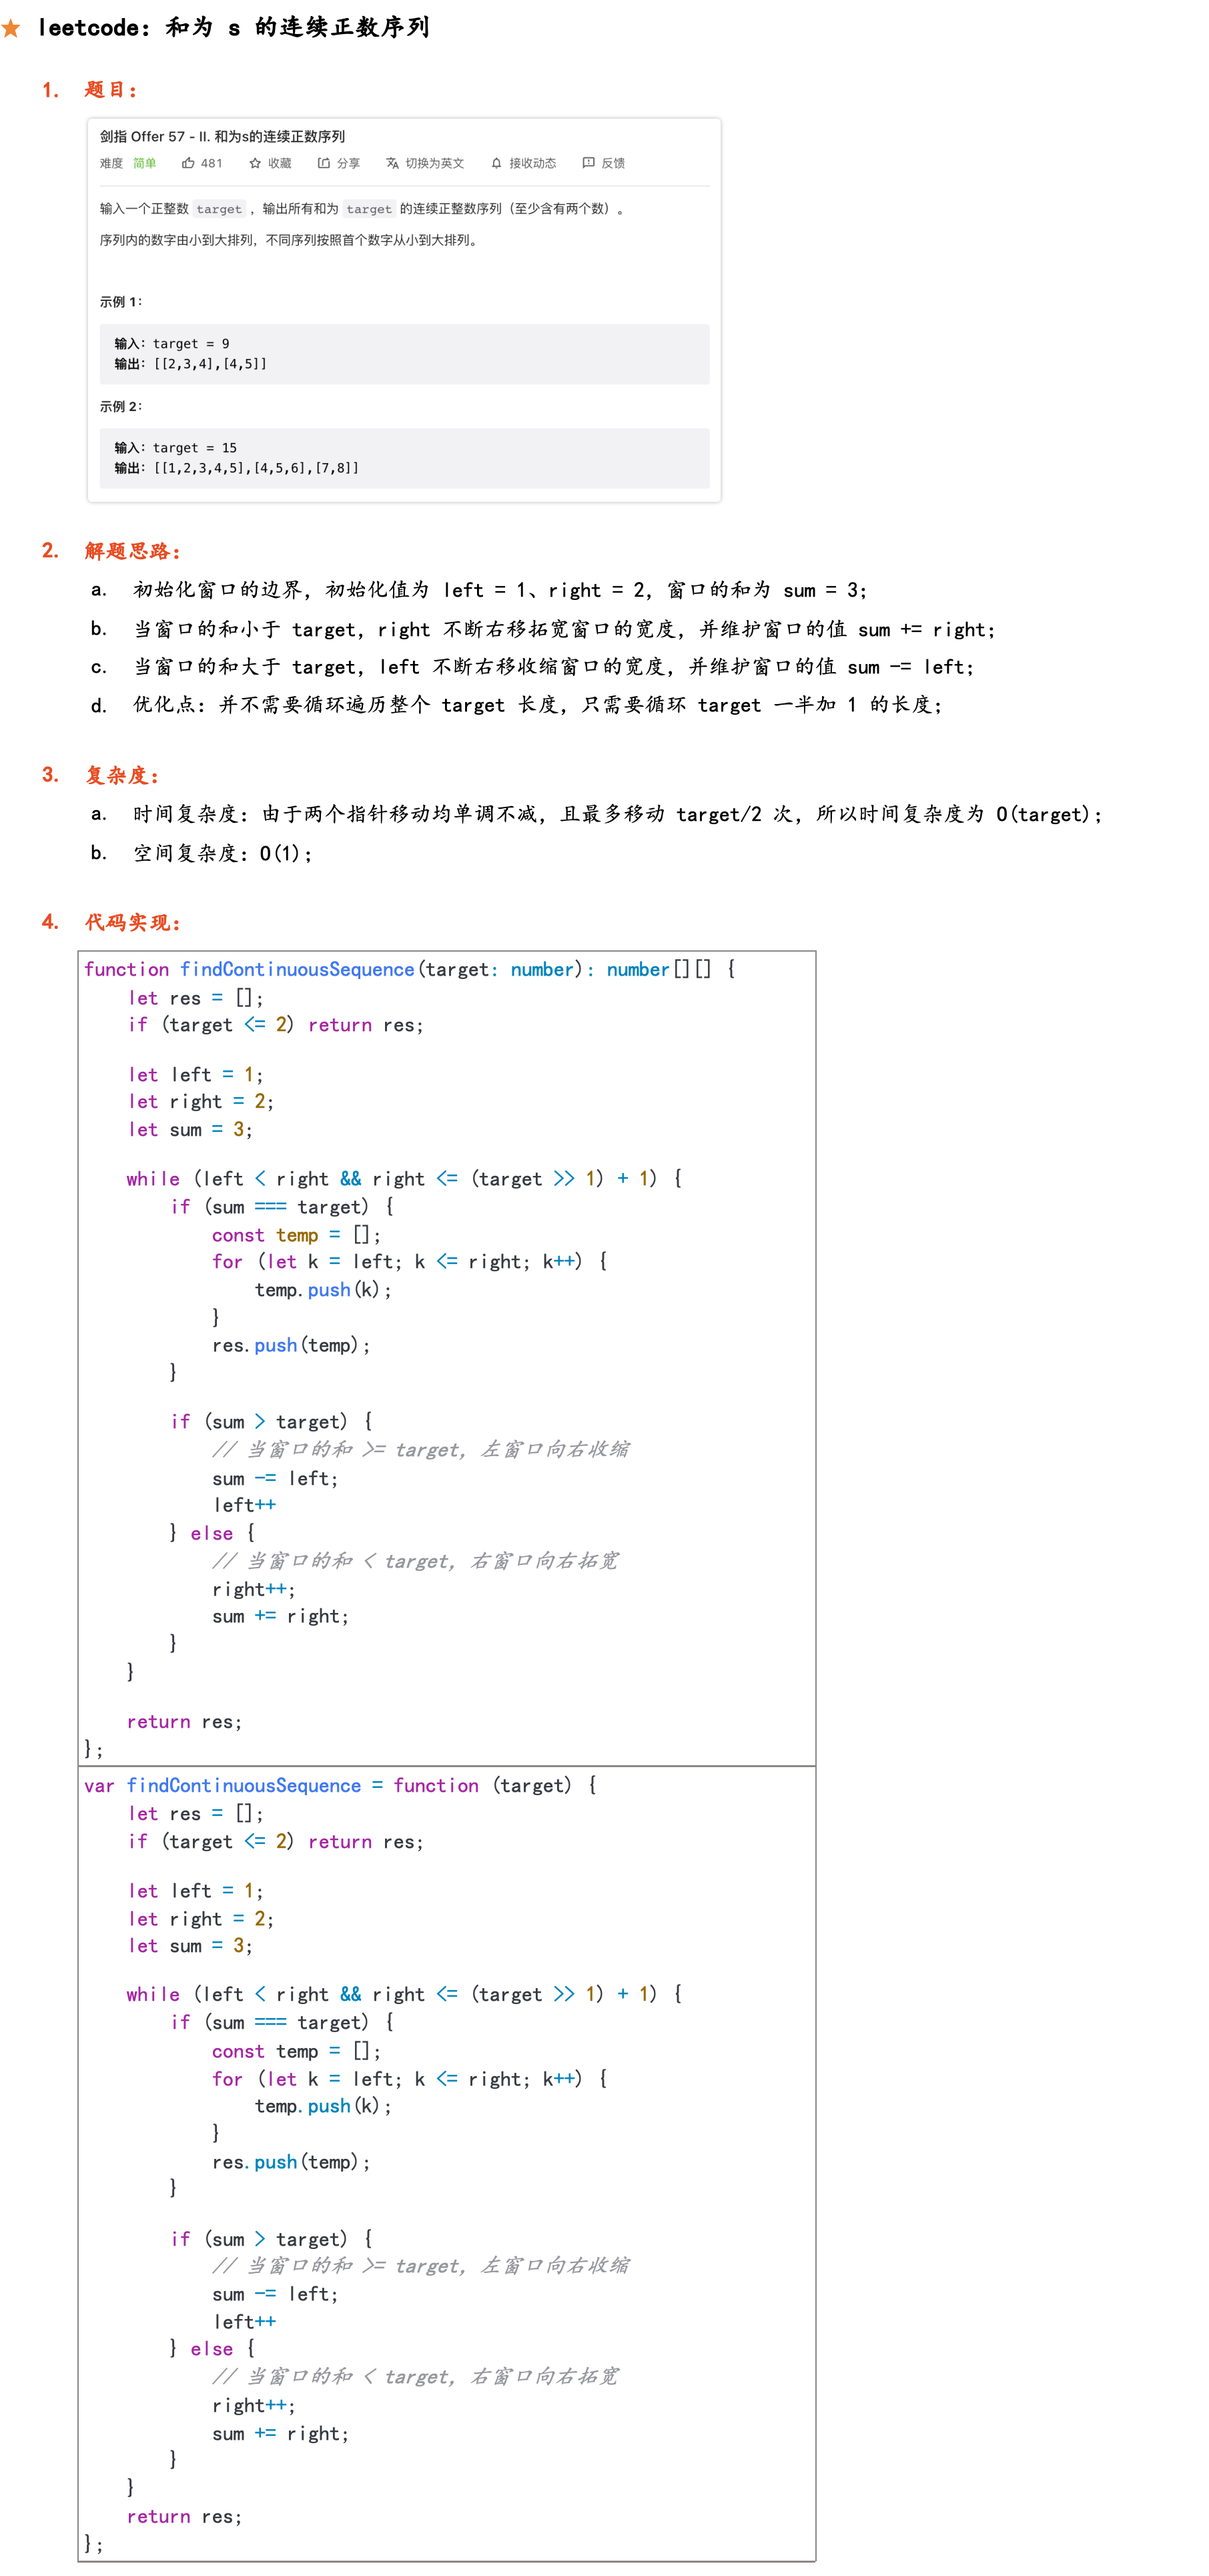 leetcode: 和为 s 的连续正数序列
1. 题目:
剑指 Offer 57 - II. 和为s的连续正数序列
难度 简单 481 收藏 分享 切换为英文 接收动态 反馈
输入一个正整数 target ，输出所有和为 target 的连续正整数序列（至少含有两个数）。
序列内的数字由小到大排列，不同序列按照首个数字从小到大排列。
示例 1：
输入：target = 9
输出：[[2,3,4],[4,5]]
示例 2：
输入：target = 15
输出：[[1,2,3,4,5],[4,5,6],[7,8]]
2. 解题思路:
a. 初始化窗口的边界, 初始化值为 left = 1、right = 2, 窗口的和为 sum = 3;
b. 当窗口的和小于 target, right 不断右移拓宽窗口的宽度, 并维护窗口的值 sum += right;
c. 当窗口的和大于 target, left 不断右移收缩窗口的宽度, 并维护窗口的值 sum -= left;
d. 优化点: 并不需要循环遍历整个 target 长度, 只需要循环 target 一半加 1 的长度;
3. 复杂度:
a. 时间复杂度: 由于两个指针移动均单调不减, 且最多移动 target/2 次, 所以时间复杂度为 O(target);
b. 空间复杂度: O(1);
4. 代码实现:
function findContinuousSequence(target: number): number[][] {
    let res = [];
    if (target <= 2) return res;
    let left = 1;
    let right = 2;
    let sum = 3;
    while (left < right && right <= (target >> 1) + 1) {
        if (sum === target) {
            const temp = [];
            for (let k = left; k <= right; k++) {
                temp.push(k);
            }
            res.push(temp);
        }
        if (sum > target) {
            // 当窗口的和 >= target, 左窗口向右收缩
            sum -= left;
            left++
        } else {
            // 当窗口的和 < target, 右窗口向右拓宽
            right++;
            sum += right;
        }
    }
    return res;
};
var findContinuousSequence = function (target) {
    let res = [];
    if (target <= 2) return res;
    let left = 1;
    let right = 2;
    let sum = 3;
    while (left < right && right <= (target >> 1) + 1) {
        if (sum === target) {
            const temp = [];
            for (let k = left; k <= right; k++) {
                temp.push(k);
            }
            res.push(temp);
        }
        if (sum > target) {
            // 当窗口的和 >= target, 左窗口向右收缩
            sum -= left;
            left++
        } else {
            // 当窗口的和 < target, 右窗口向右拓宽
            right++;
            sum += right;
        }
    }
    return res;
};